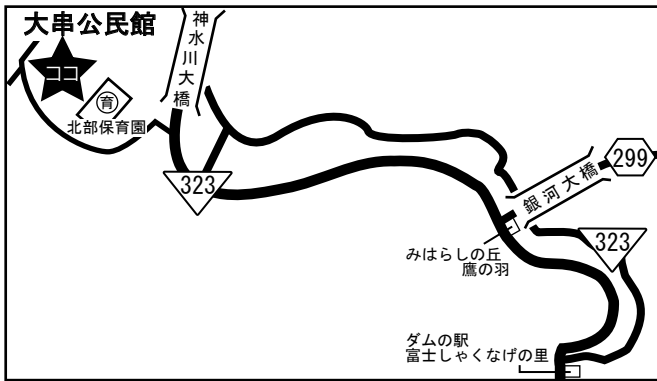 大串公民館
ココ
育
北部保育園
神水川大橋
323
299
銀河大橋
323
みはらしの丘
鷹の羽
ダムの駅
富士しゃくなげの里